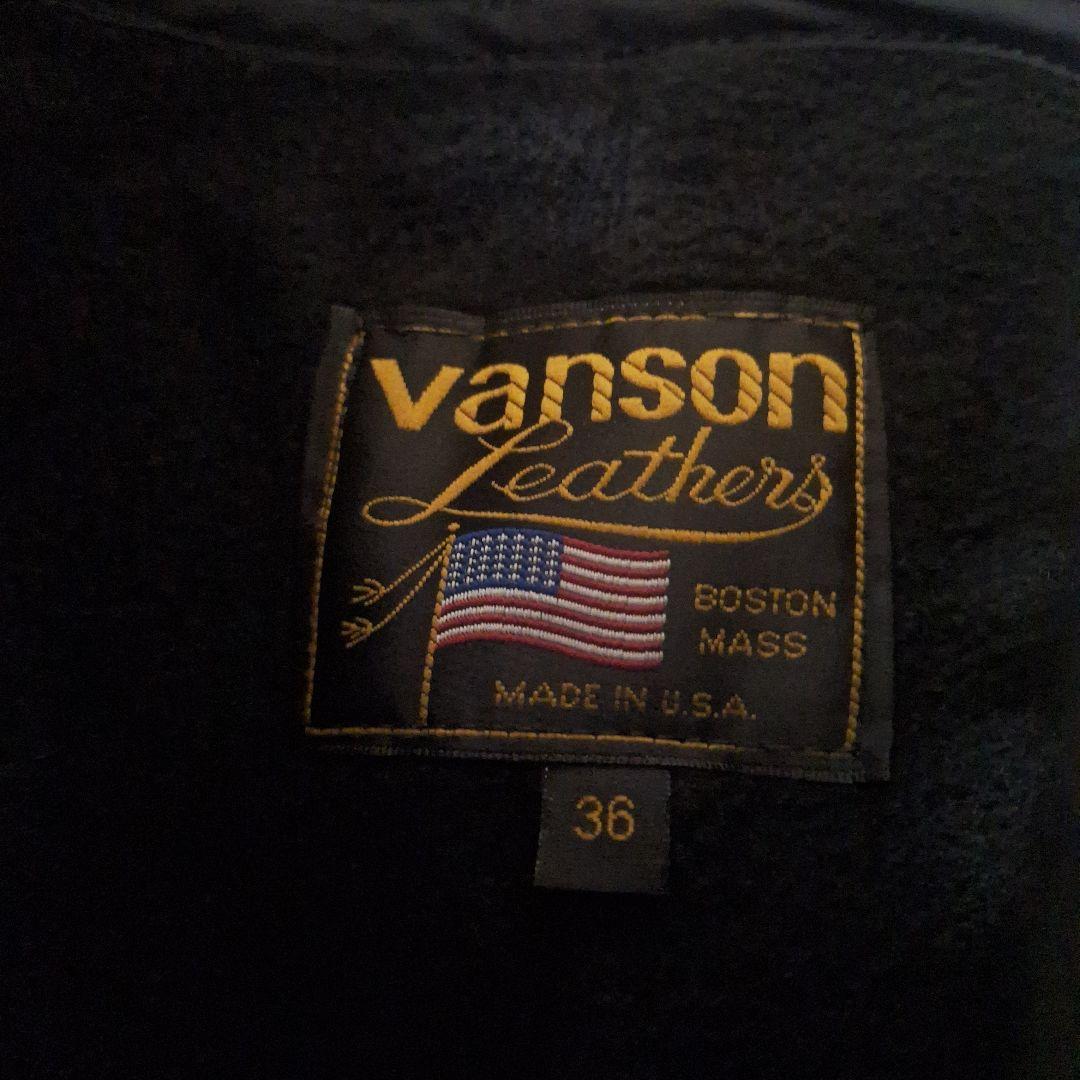 vanson
Leathers
BOSTON
MASS
MADE IN U.S.A.
36